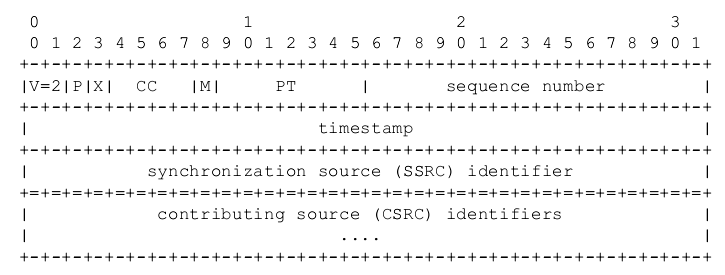 0                   1                   2                   3
 0 1 2 3 4 5 6 7 8 9 0 1 2 3 4 5 6 7 8 9 0 1 2 3 4 5 6 7 8 9 0 1
+-+-+-+-+-+-+-+-+-+-+-+-+-+-+-+-+-+-+-+-+-+-+-+-+-+-+-+-+-+-+-+-+
|V=2|P|X|  CC   |M|     PT      |       sequence number         |
+-+-+-+-+-+-+-+-+-+-+-+-+-+-+-+-+-+-+-+-+-+-+-+-+-+-+-+-+-+-+-+-+
|                           timestamp                           |
+-+-+-+-+-+-+-+-+-+-+-+-+-+-+-+-+-+-+-+-+-+-+-+-+-+-+-+-+-+-+-+-+
|           synchronization source (SSRC) identifier            |
+=+=+=+=+=+=+=+=+=+=+=+=+=+=+=+=+=+=+=+=+=+=+=+=+=+=+=+=+=+=+=+=+
|            contributing source (CSRC) identifiers             |
|                             ....                              |
+-+-+-+-+-+-+-+-+-+-+-+-+-+-+-+-+-+-+-+-+-+-+-+-+-+-+-+-+-+-+-+-+